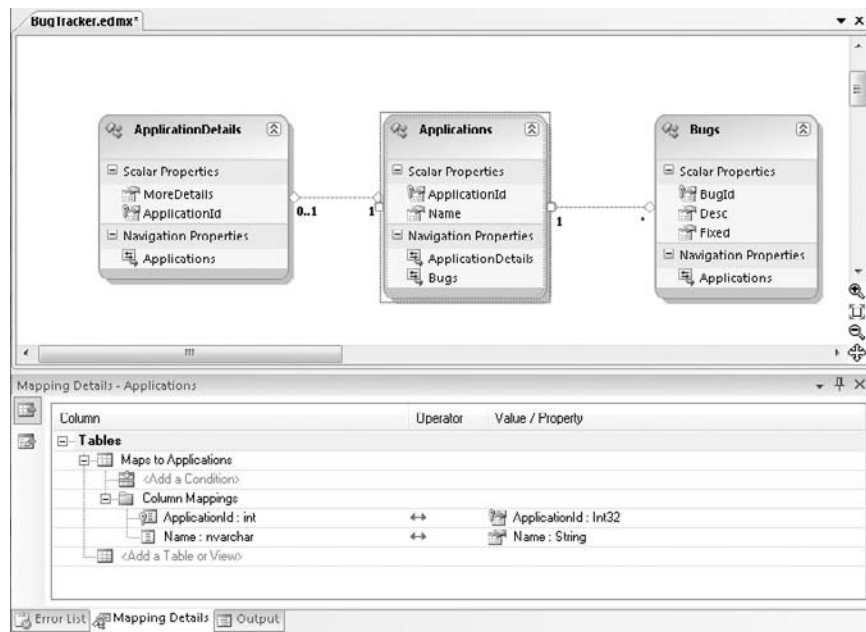 BugTracker.edmx*
ApplicationDetails
Scalar Properties
MoreDetails
ApplicationId
Navigation Properties
Applications
0..1
1
Applications
Scalar Properties
ApplicationId
Name
Navigation Properties
ApplicationDetails
Bugs
1
*
Bugs
Scalar Properties
BugId
Desc
Fixed
Navigation Properties
Applications
Mapping Details - Applications
Column Operator Value / Property
Tables
Maps to Applications
<Add a Condition>
Column Mappings
ApplicationId : int ↔ ApplicationId : Int32
Name : nvarchar ↔ Name : String
<Add a Table or View>
Error List Mapping Details Output